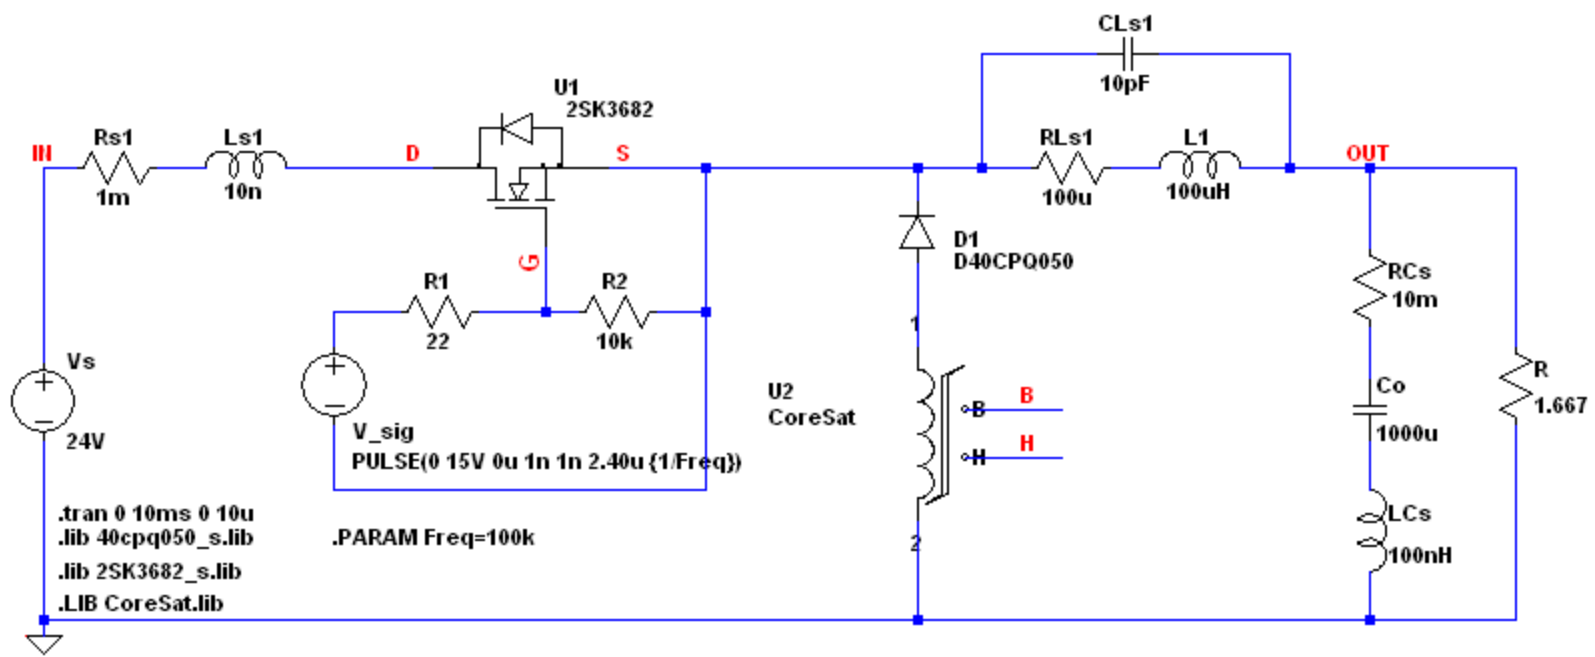 CLs1
10pF
U1
2SK3682
IN
Rs1
1m
Ls1
10n
D
S
RLs1
100u
L1
100uH
OUT
G
D1
D40CPQ050
RCs
10m
R1
22
R2
10k
1
Vs
24V
V_sig
PULSE(0 15V 0u 1n 1n 2.40u {1/Freq})
U2
CoreSat
B
B
H
H
Co
1000u
R
1.667
.tran 0 10ms 0 10u
.lib 40cpq050_s.lib
.PARAM Freq=100k
.lib 2SK3682_s.lib
.LIB CoreSat.lib
2
LCs
100nH